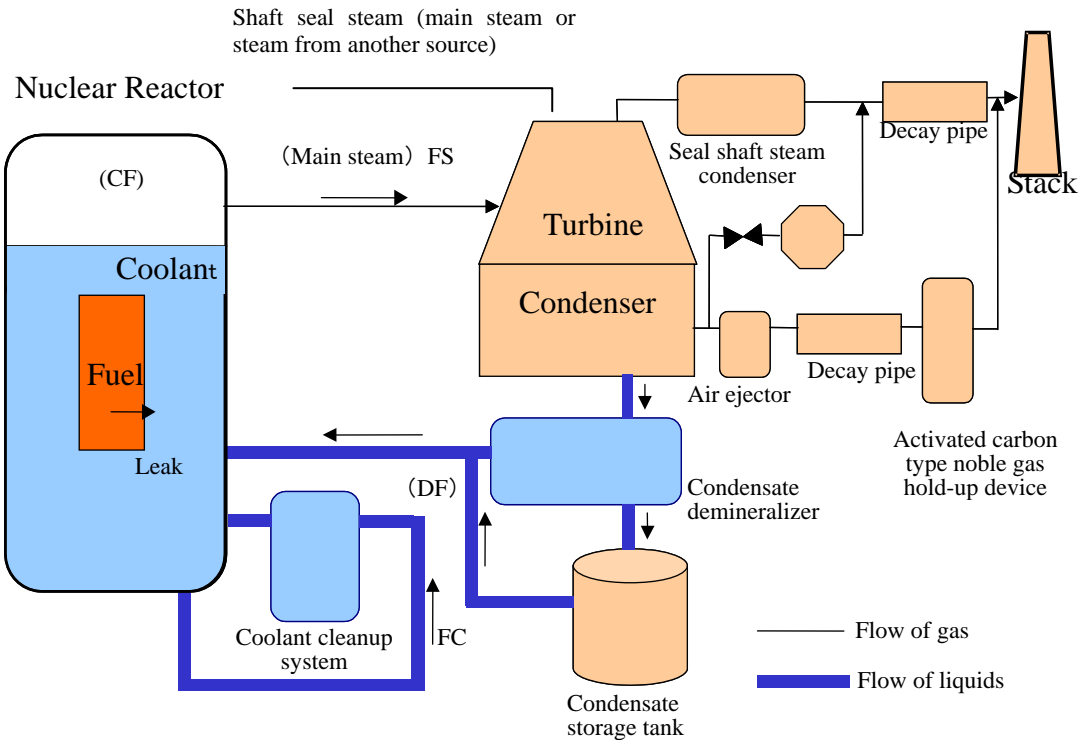 Shaft seal steam (main steam or
steam from another source)
Nuclear Reactor
(CF)
(Main steam) FS
Coolant
Fuel
Leak
Turbine
Condenser
Seal shaft steam
condenser
Decay pipe
Stack
Air ejector
Decay pipe
Activated carbon
type noble gas
hold-up device
(DF)
Condensate
demineralizer
Coolant cleanup
system
FC
Condensate
storage tank
Flow of gas
Flow of liquids